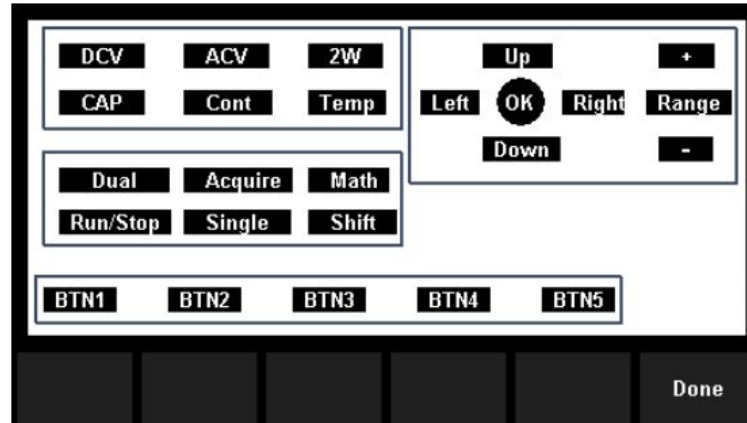 DCV ACV 2W
CAP Cont Temp
Up +
Left OK Right Range
Down -
Dual Acquire Math
Run/Stop Single Shift
BTN1 BTN2 BTN3 BTN4 BTN5
Done